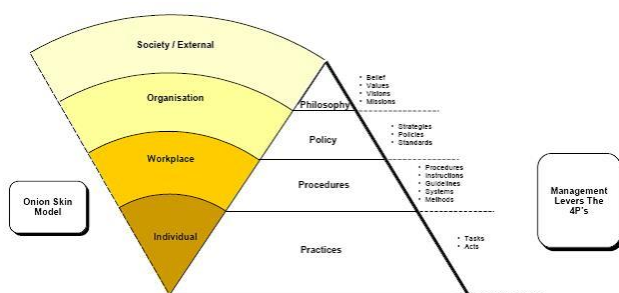 Society / External
Organisation
Workplace
Individual
Onion Skin
Model
Philosophy
Policy
Procedures
Practices
• Belief
• Values
• Visions
• Missions
• Strategies
• Policies
• Standards
• Procedures
• Instructions
• Guidelines
• Systems
• Methods
• Tasks
• Acts
Management
Levers The
4P's